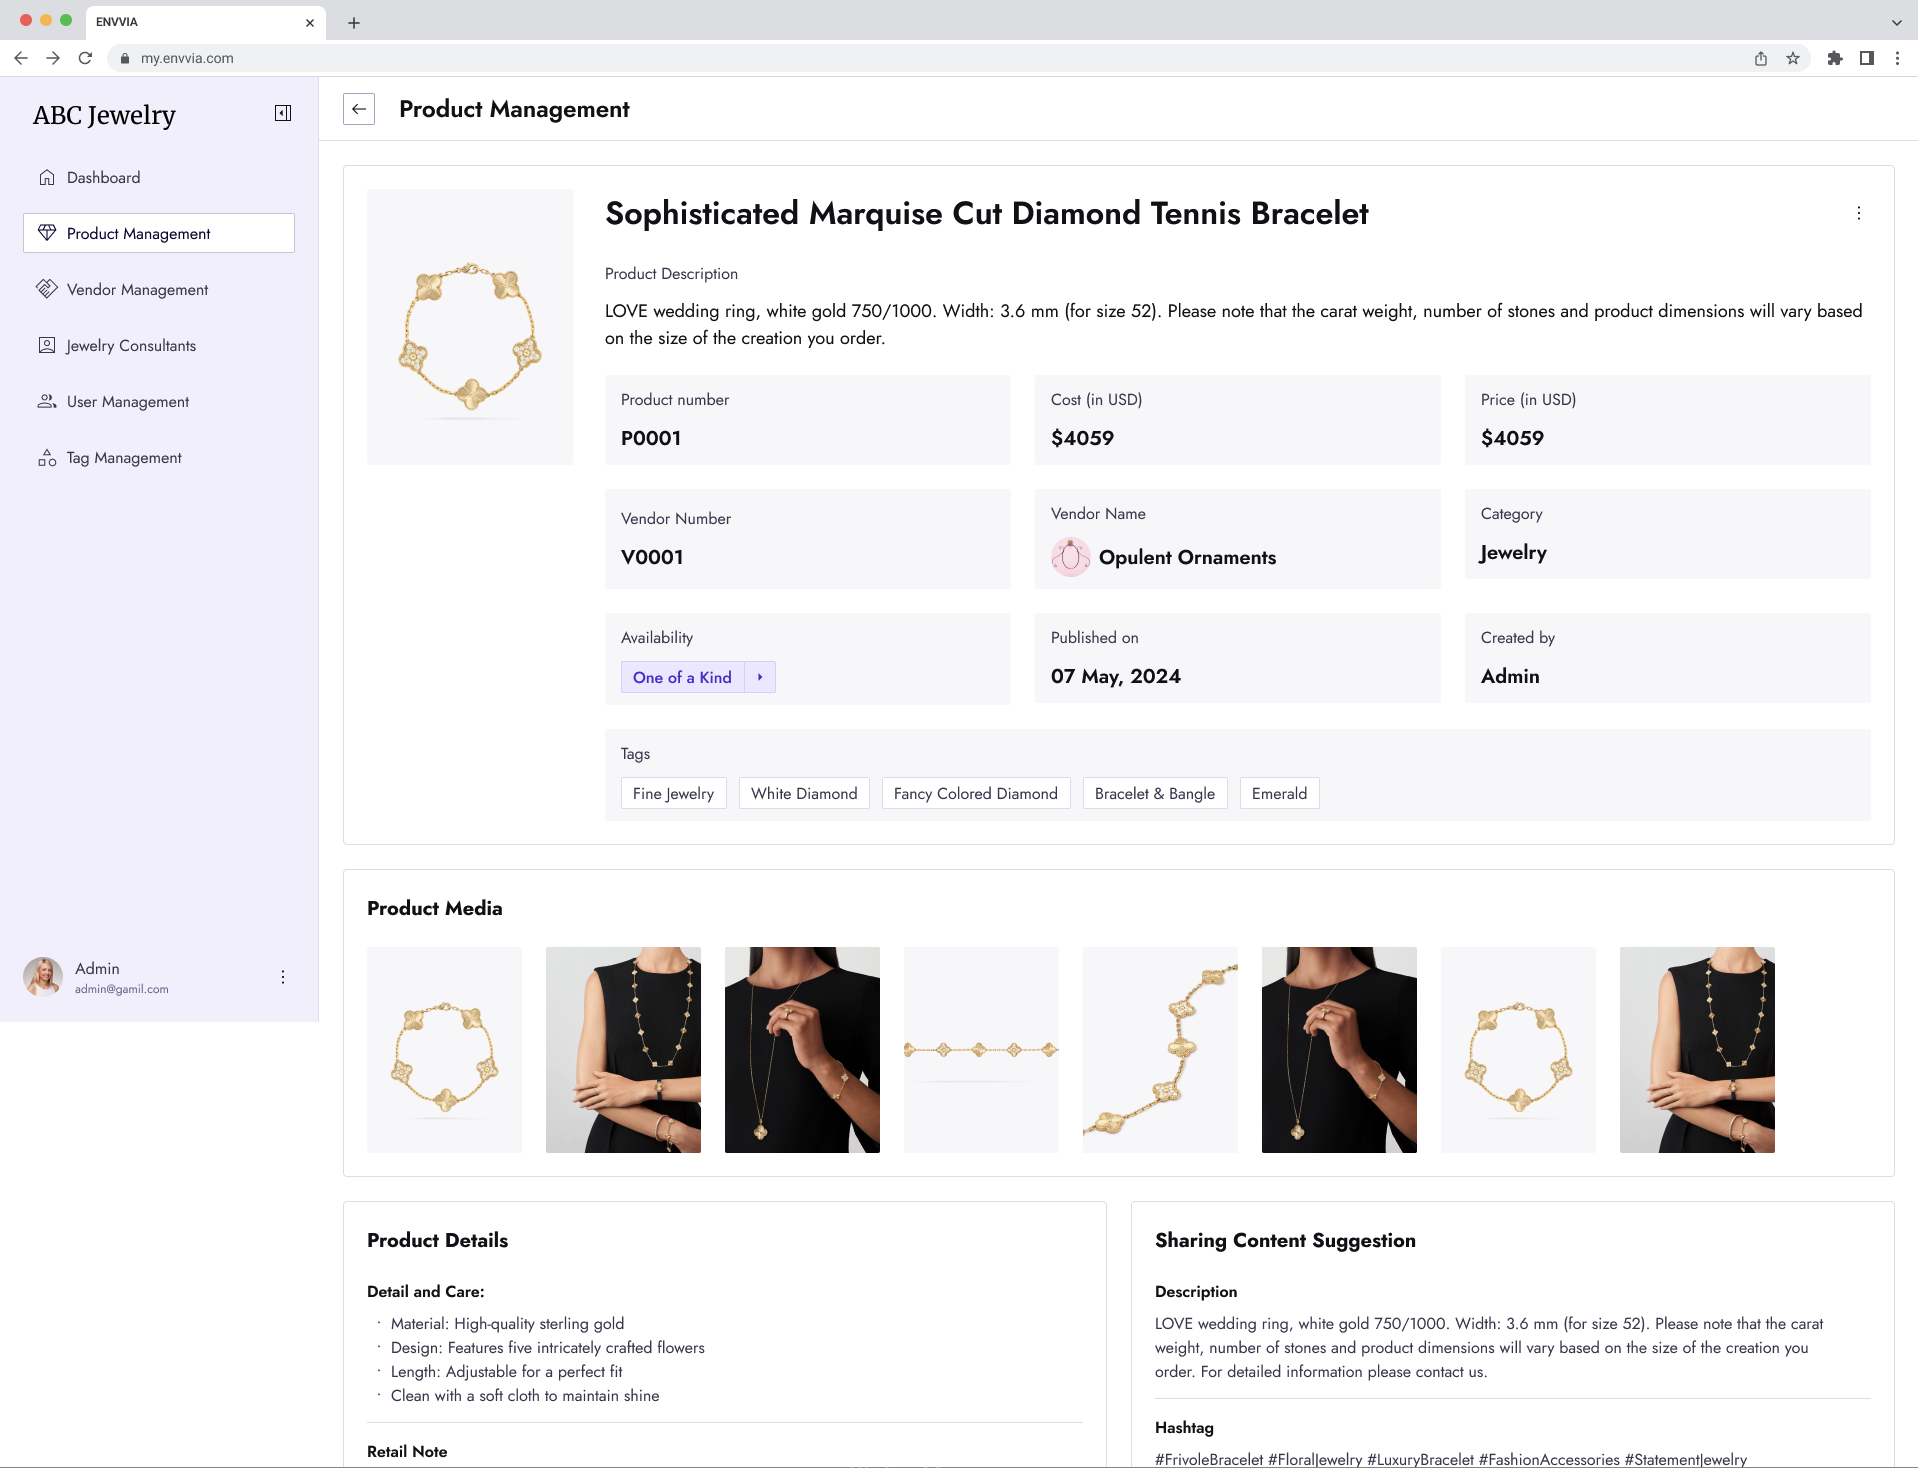 ENVVIA
my.envvia.com
ABC Jewelry
Dashboard
Product Management
Vendor Management
Jewelry Consultants
User Management
Tag Management
Admin
admin@gamil.com
Product Management
Sophisticated Marquise Cut Diamond Tennis Bracelet
Product Description
LOVE wedding ring, white gold 750/1000. Width: 3.6 mm (for size 52). Please note that the carat weight, number of stones and product dimensions will vary based
on the size of the creation you order.
Product number
P0001
Cost (in USD)
$4059
Price (in USD)
$4059
Vendor Number
V0001
Vendor Name
Opulent Ornaments
Category
Jewelry
Availability
One of a Kind
Published on
07 May, 2024
Created by
Admin
Tags
Fine Jewelry
White Diamond
Fancy Colored Diamond
Bracelet & Bangle
Emerald
Product Media
Product Details
Detail and Care:
· Material: High-quality sterling gold
· Design: Features five intricately crafted flowers
· Length: Adjustable for a perfect fit
· Clean with a soft cloth to maintain shine
Retail Note
Sharing Content Suggestion
Description
LOVE wedding ring, white gold 750/1000. Width: 3.6 mm (for size 52). Please note that the carat
weight, number of stones and product dimensions will vary based on the size of the creation you
order. For detailed information please contact us.
Hashtag
#FrivoleBracelet #FloralJewelry #LuxuryBracelet #FashionAccessories #StatementJewelry